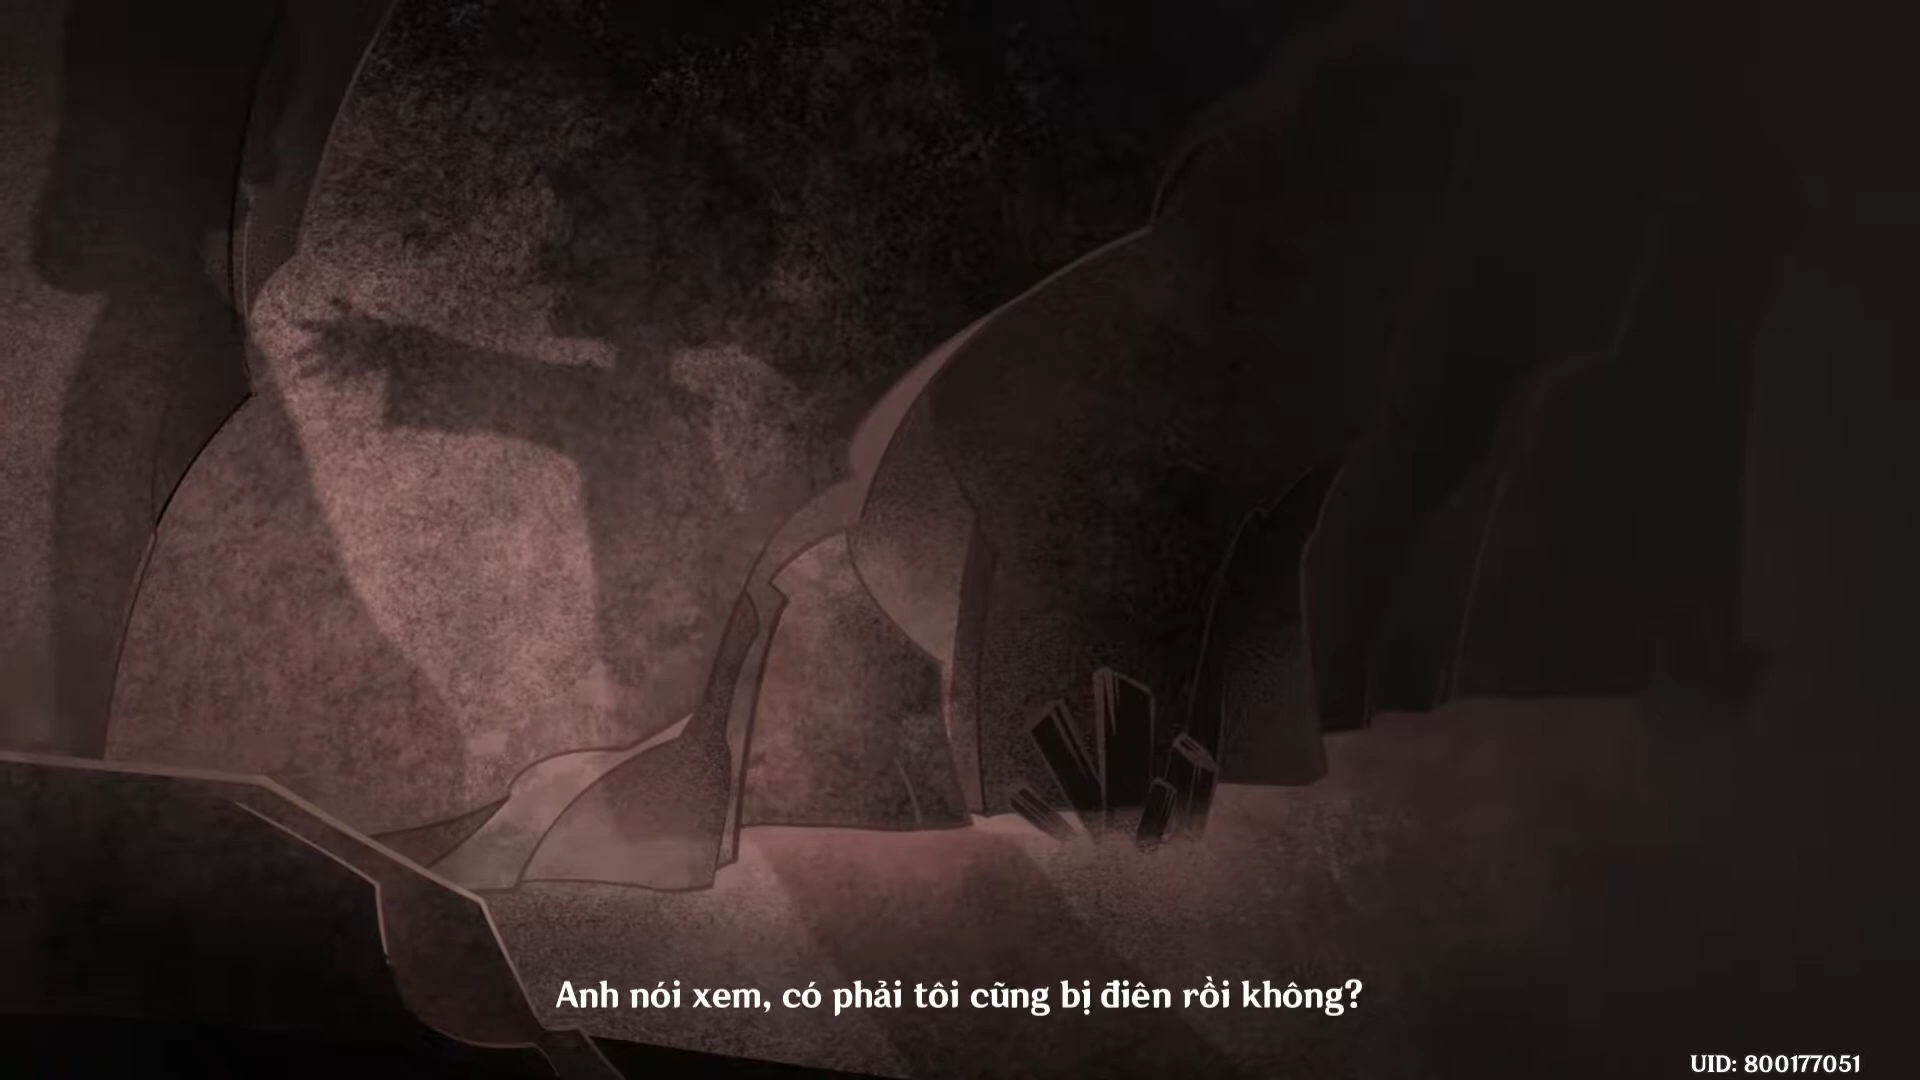 Anh nói xem, có phải tôi cũng bị điên rồi không?
UID: 800177051